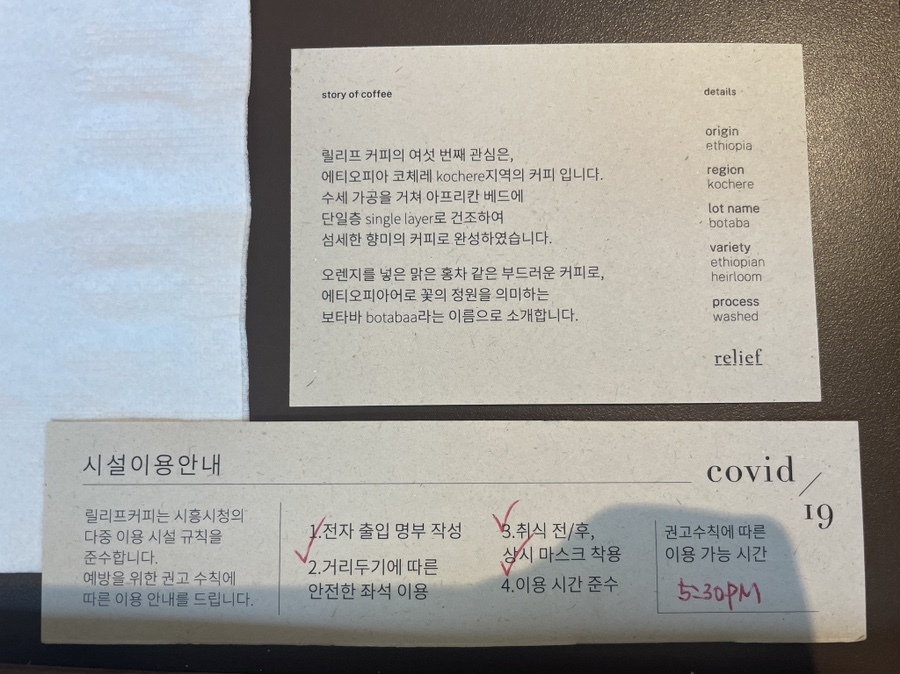 story of coffee
릴리프 커피의 여섯 번째 관심은,
에티오피아 코체레 kochere지역의 커피 입니다.
수세 가공을 거쳐 아프리칸 베드에
단일층 single layer로 건조하여
섬세한 향미의 커피로 완성하였습니다.
오렌지를 넣은 맑은 홍차 같은 부드러운 커피로,
에티오피아어로 꽃의 정원을 의미하는
보타바 botabaa라는 이름으로 소개합니다.
details
origin
ethiopia
region
kochere
lot name
botaba
variety
ethiopian
heirloom
process
washed
relief
시설이용안내
covid/
19
릴리프커피는 시흥시청의
다중 이용 시설 규칙을
준수합니다.
예방을 위한 권고 수칙에
따른 이용 안내를 드립니다.
1.전자 출입 명부 작성
2.거리두기에 따른
안전한 좌석 이용
3.취식 전/후,
상시 마스크 착용
4.이용 시간 준수
권고수칙에 따른
이용 가능 시간
5:30PM